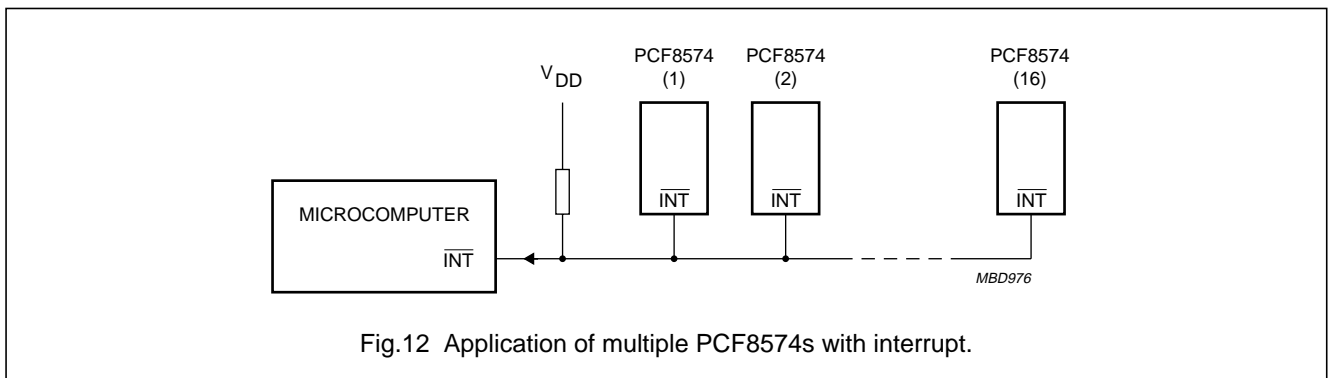 PCF8574 PCF8574 PCF8574
(1) (2) (16)
VDD
INT INT INT
MICROCOMPUTER
INT
MBD976
Fig.12 Application of multiple PCF8574s with interrupt.